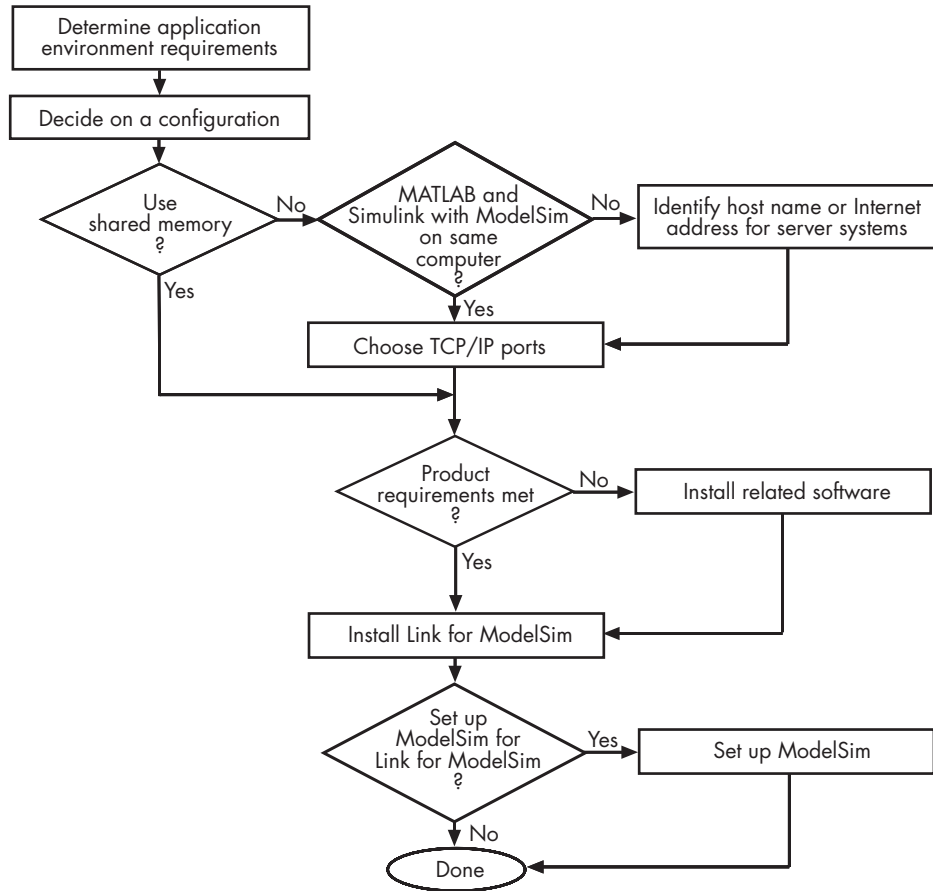 Determine application
environment requirements
Decide on a configuration
Use
shared memory
?
No
MATLAB and
Simulink with ModelSim
on same
computer
?
No
Identify host name or Internet
address for server systems
Yes
Yes
Choose TCP/IP ports
Product
requirements met
?
No
Install related software
Yes
Install Link for ModelSim
Set up
ModelSim for
Link for ModelSim
?
Yes
Set up ModelSim
No
Done